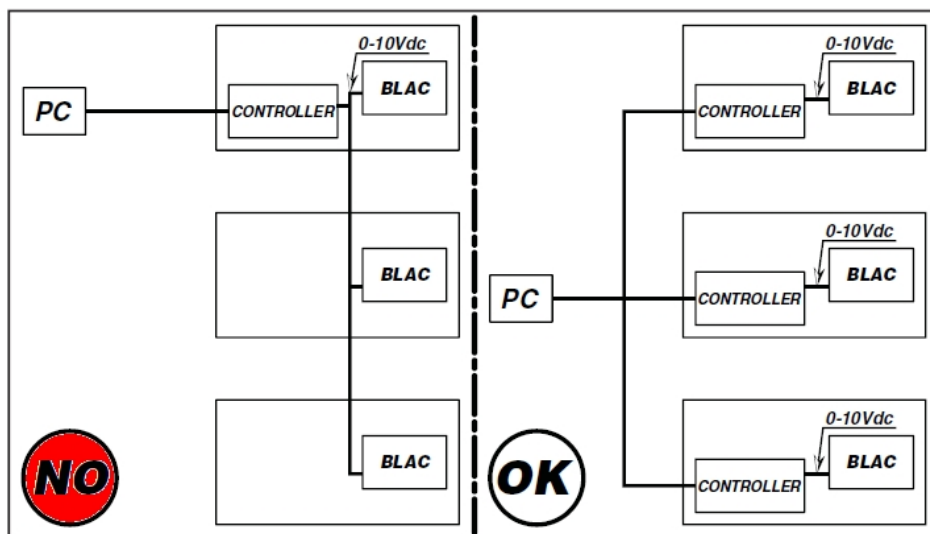 0-10Vdc
BLAC
PC
CONTROLLER
BLAC
BLAC
NO
0-10Vdc
BLAC
CONTROLLER
0-10Vdc
BLAC
PC
CONTROLLER
0-10Vdc
BLAC
CONTROLLER
OK